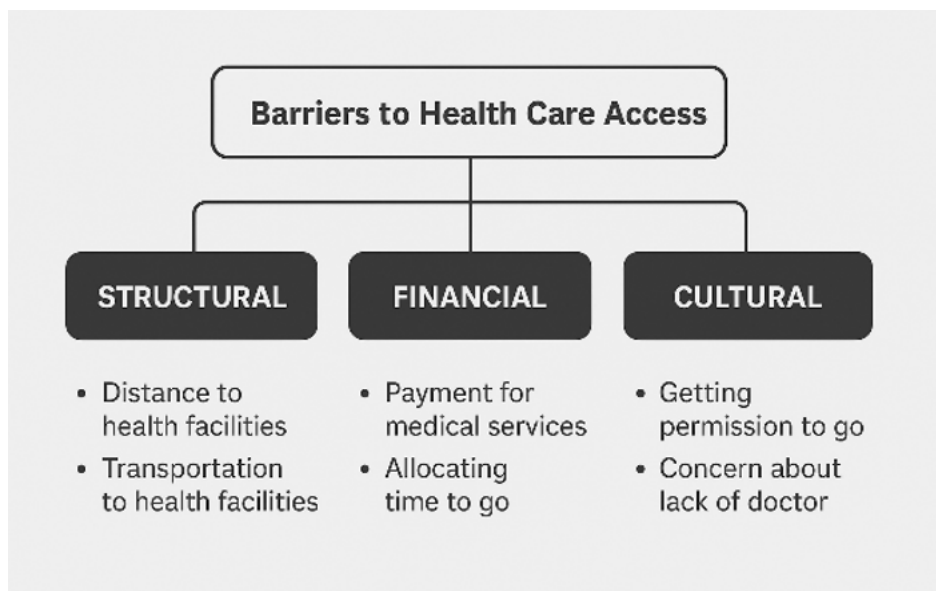 Barriers to Health Care Access
STRUCTURAL
• Distance to
health facilities
• Transportation
to health facilities
FINANCIAL
• Payment for
medical services
• Allocating
time to go
CULTURAL
• Getting
permission to go
• Concern about
lack of doctor